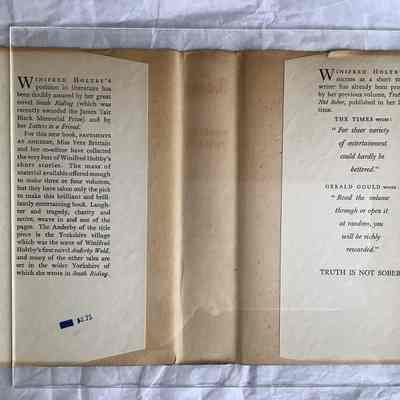 WINIFRED HOLTBY'S
position in literature has
been doubly assured by her great
novel South Riding (which was
recently awarded the James Tait
Black Memorial Prize) and by
her Letters to a Friend.
For this new book, PAVEMENTS
AT ANDERBY, Miss Vera Brittain
and her co-editor have collected
the very best of Winifred Holtby's
short stories. The mass of
material available offered enough
to make three or four volumes,
but they have taken only the pick
to make this brilliant and brilli-
antly entertaining book. Laugh-
ter and tragedy, charity and
satire, weave in and out of the
pages. The Anderby of the title
piece is the Yorkshire village
which was the scene of Winifred
Holtby's first novel Anderby Wold,
and many of the other tales are
set in the wider Yorkshire of
which she wrote in South Riding.
$2.75
WINIFRED HOLTBY
success as a short st
writer has already been pro
by her previous volume, Trut
Not Sober, published in her l
time.
THE TIMES wrote:
"For sheer variety
of entertainment
could hardly be
bettered."
GERALD GOULD wrote:
"Read the volume
through or open it
at random, you
will be richly
rewarded."
TRUTH IS NOT SOBER